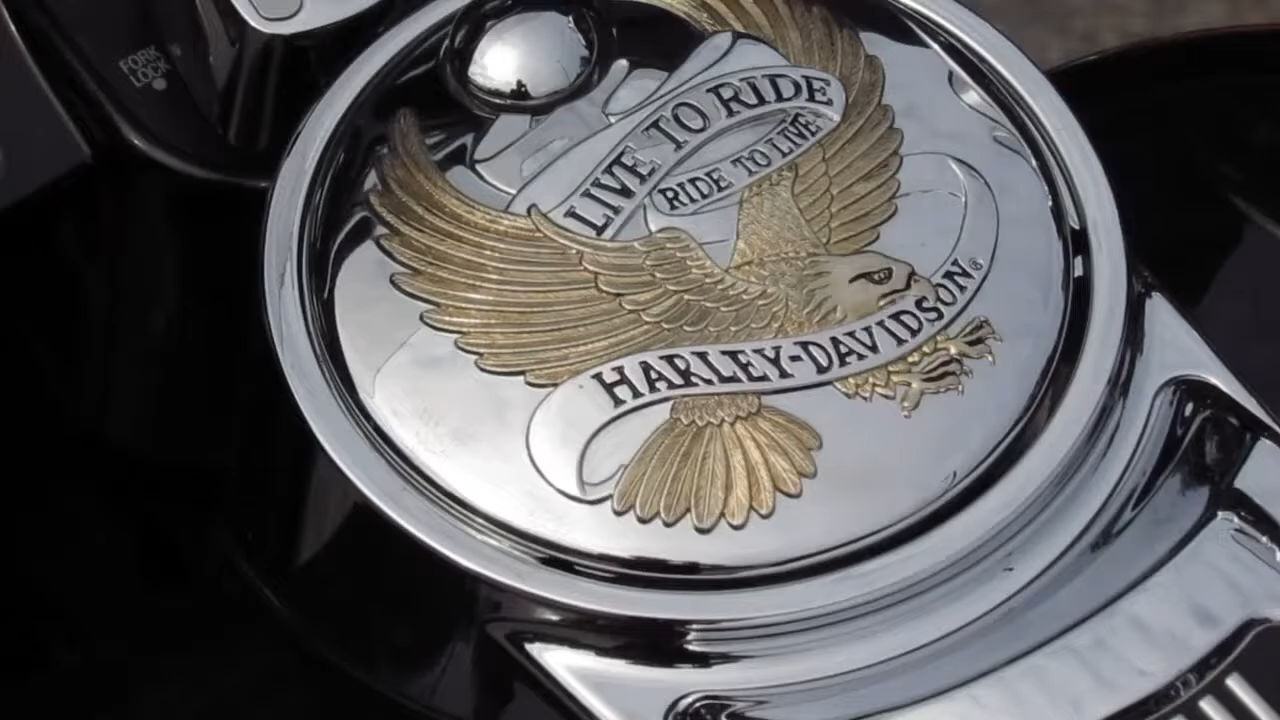 FORK
LOCK
LIVE TO RIDE
RIDE TO LIVE
HARLEY-DAVIDSON®